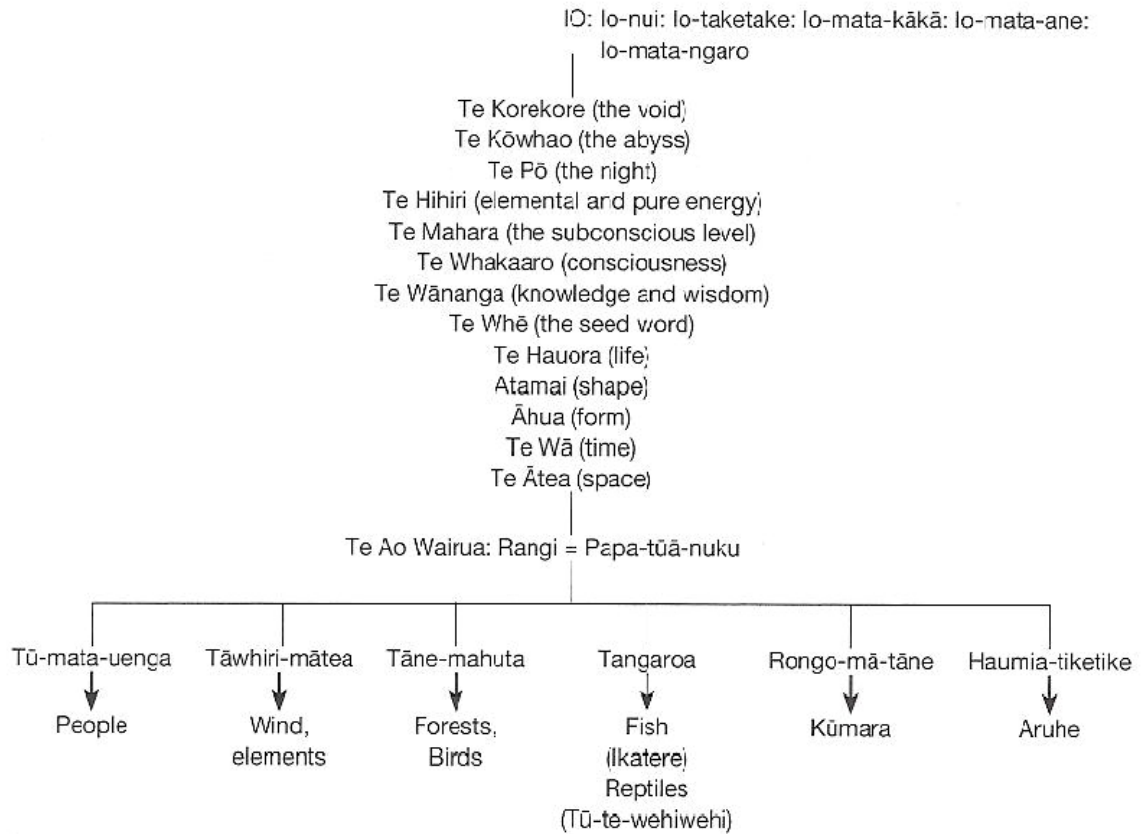 IO: Io-nui: Io-taketake: Io-mata-kākā: Io-mata-ane:
Io-mata-ngaro
Te Korekore (the void)
Te Kōwhao (the abyss)
Te Pō (the night)
Te Hihiri (elemental and pure energy)
Te Mahara (the subconscious level)
Te Whakaaro (consciousness)
Te Wānanga (knowledge and wisdom)
Te Whē (the seed word)
Te Hauora (life)
Atamai (shape)
Āhua (form)
Te Wā (time)
Te Ātea (space)
Te Ao Wairua: Rangi = Papa-tūā-nuku
Tū-mata-uenga Tāwhiri-mātea Tāne-mahuta Tangaroa Rongo-mā-tāne Haumia-tiketike
People Wind, Forests, Fish Kūmara Aruhe
elements Birds (Ikatere)
Reptiles
(Tū-te-wehiwehi)